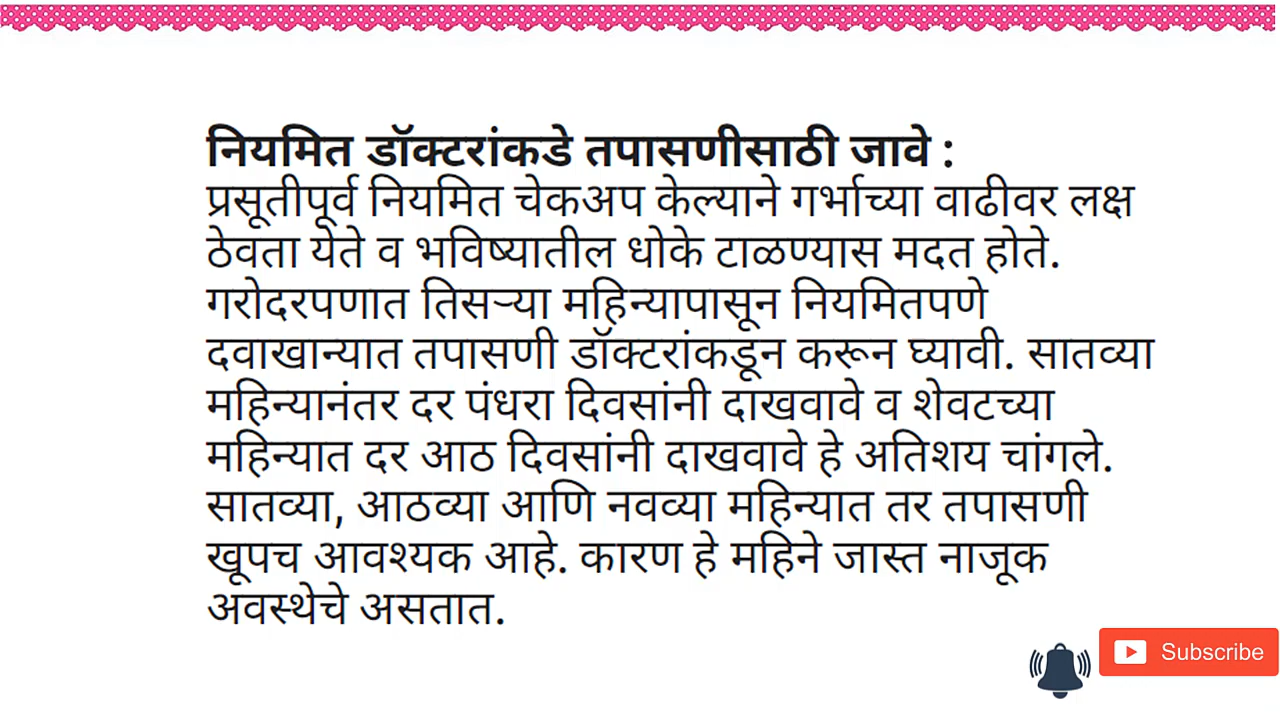 नियमित डॉक्टरांकडे तपासणीसाठी जावे :
प्रसूतीपूर्व नियमित चेकअप केल्याने गर्भाच्या वाढीवर लक्ष
ठेवता येते व भविष्यातील धोके टाळण्यास मदत होते.
गरोदरपणात तिसऱ्या महिन्यापासून नियमितपणे
दवाखान्यात तपासणी डॉक्टरांकडून करून घ्यावी. सातव्या
महिन्यानंतर दर पंधरा दिवसांनी दाखवावे व शेवटच्या
महिन्यात दर आठ दिवसांनी दाखवावे हे अतिशय चांगले.
सातव्या, आठव्या आणि नवव्या महिन्यात तर तपासणी
खूपच आवश्यक आहे. कारण हे महिने जास्त नाजूक
अवस्थेचे असतात.
Subscribe